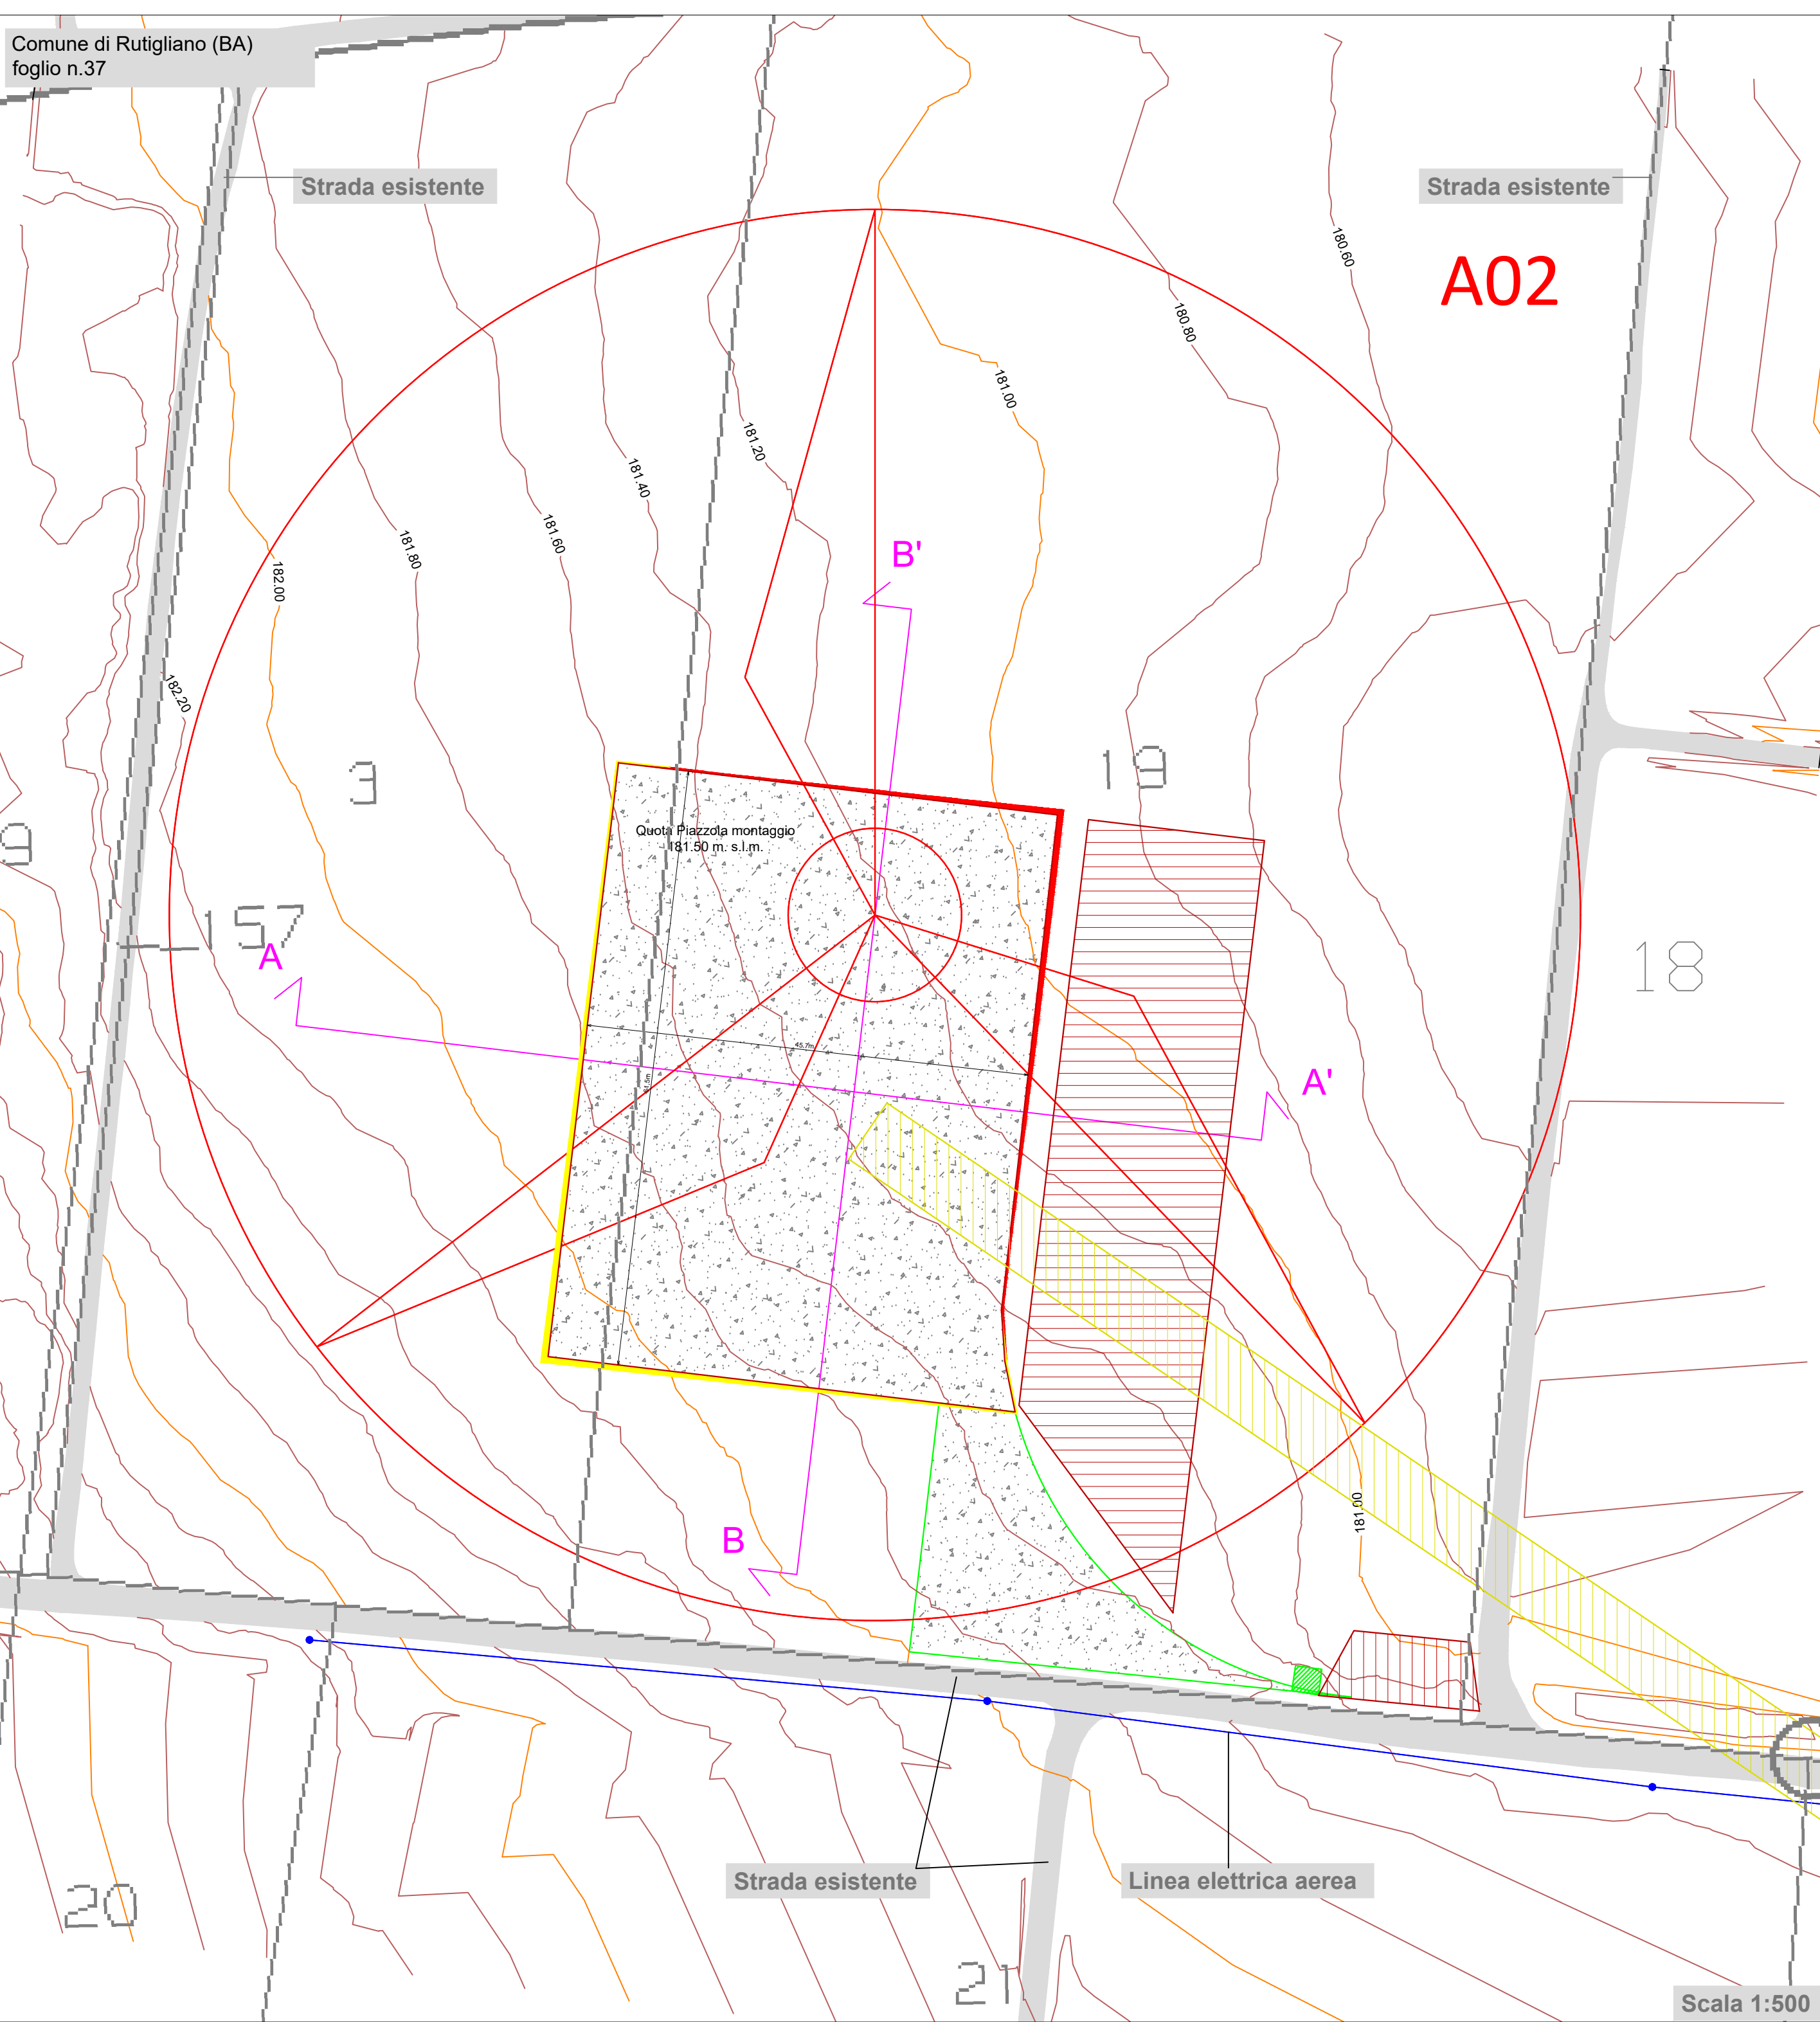 Comune di Rutigliano (BA)
foglio n.37
Strada esistente
Strada esistente
A02
180.60
180.80
181.00
181.20
181.40
181.60
181.80
182.00
182.20
B'
3
19
Quota Piazzola montaggio
181.50 m. s.l.m.
9
157
A
18
45.7m
A'
181.00
B
Strada esistente
Linea elettrica aerea
20
21
Scala 1:500